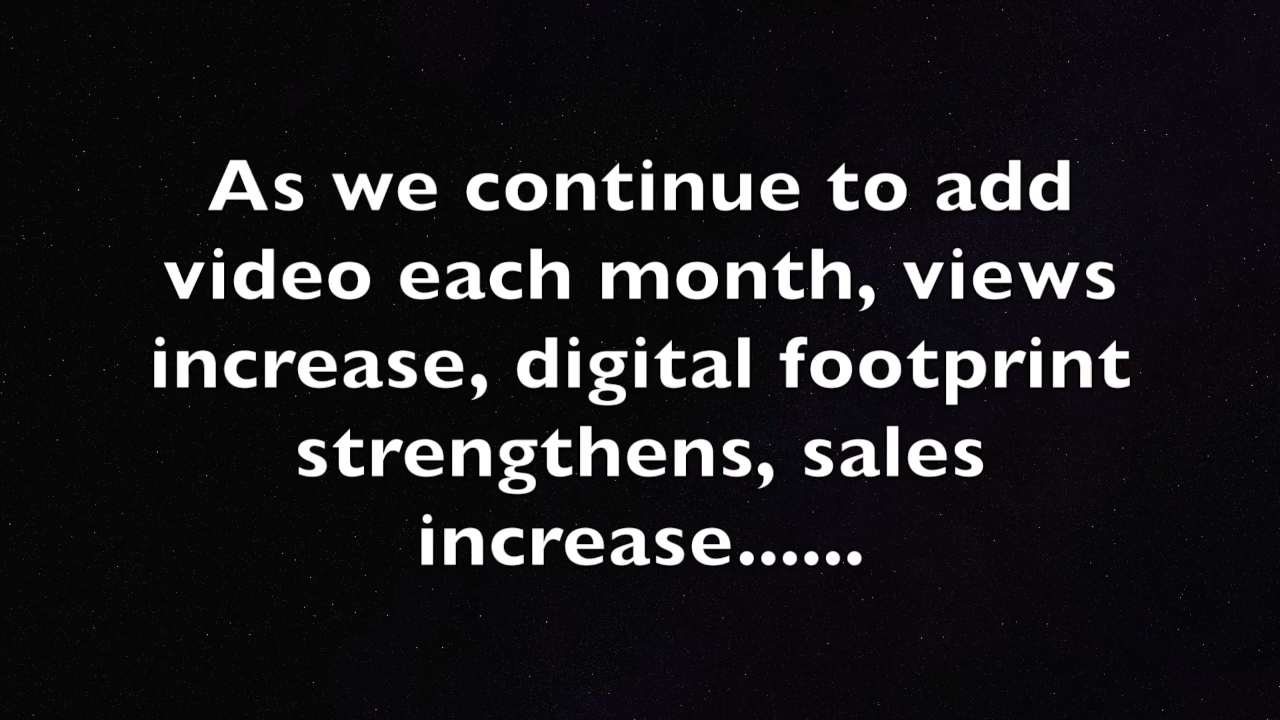 As we continue to add
video each month, views
increase, digital footprint
strengthens, sales
increase......